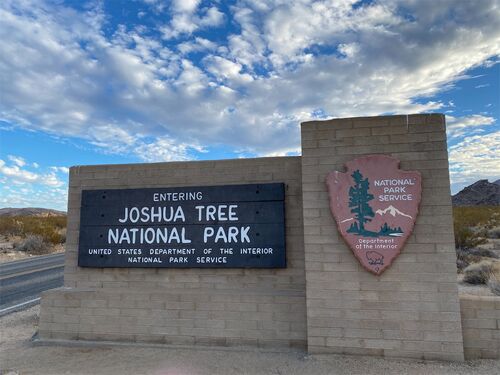 ENTERING
JOSHUA TREE
NATIONAL PARK
UNITED STATES DEPARTMENT OF THE INTERIOR
NATIONAL PARK SERVICE
NATIONAL
PARK
SERVICE
Department
of the Interior